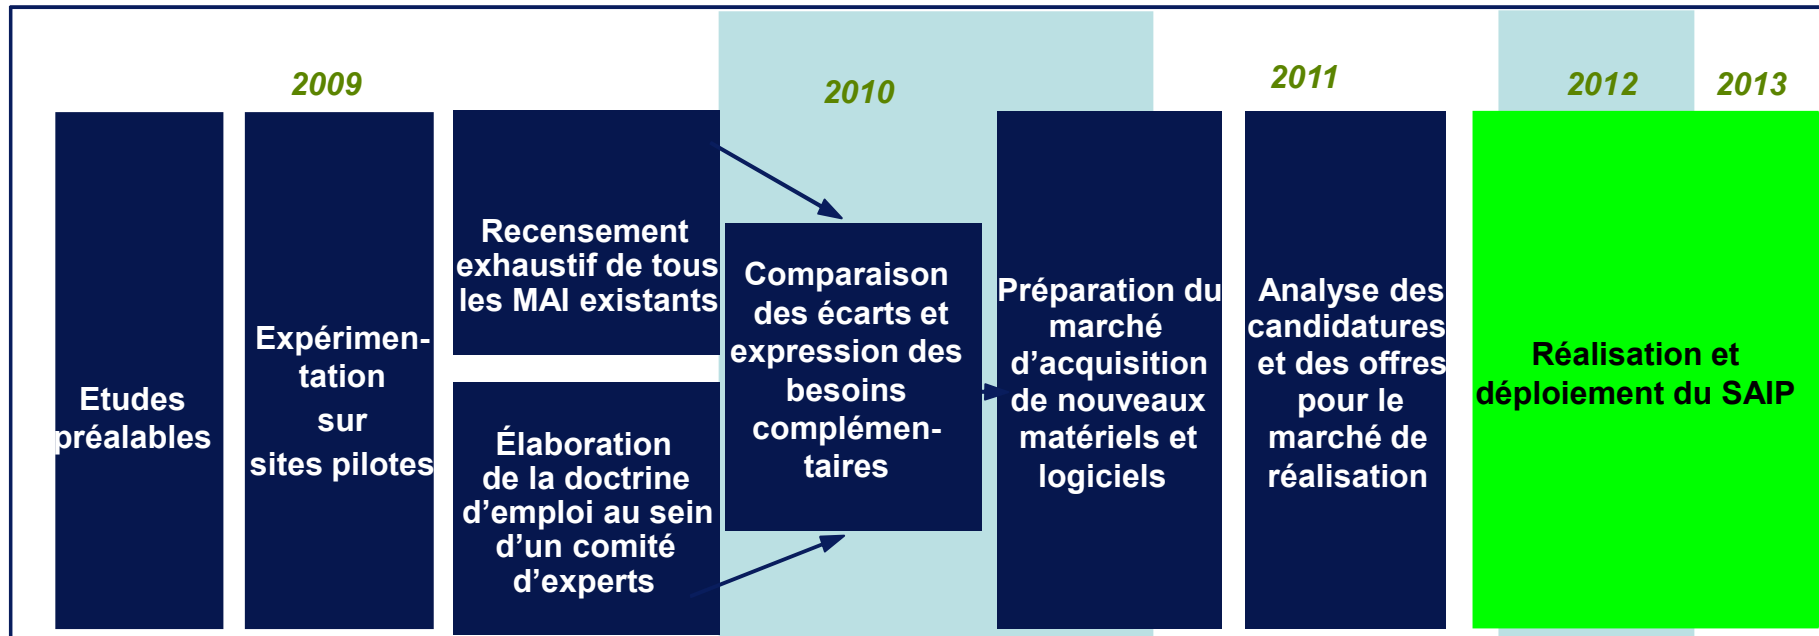 2009
2010
2011
2012
2013
Etudes
préalables
Expérimen-
tation
sur
sites pilotes
Recensement
exhaustif de tous
les MAI existants
Élaboration
de la doctrine
d’emploi au sein
d’un comité
d’experts
Comparaison
des écarts et
expression des
besoins
complémen-
taires
Préparation du
marché
d’acquisition
de nouveaux
matériels et
logiciels
Analyse des
candidatures
et des offres
pour le
marché de
réalisation
Réalisation et
déploiement du SAIP